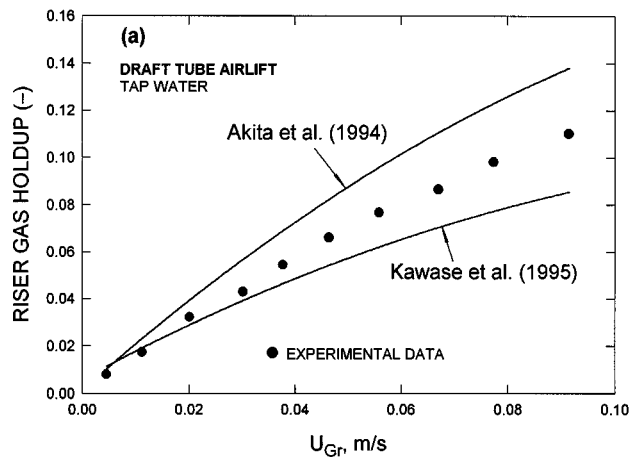 (a)
DRAFT TUBE AIRLIFT
TAP WATER
Akita et al. (1994)
Kawase et al. (1995)
EXPERIMENTAL DATA
RISER GAS HOLDUP (–)
0.16
0.14
0.12
0.10
0.08
0.06
0.04
0.02
0.00
0.00 0.02 0.04 0.06 0.08 0.10
U_Gr, m/s